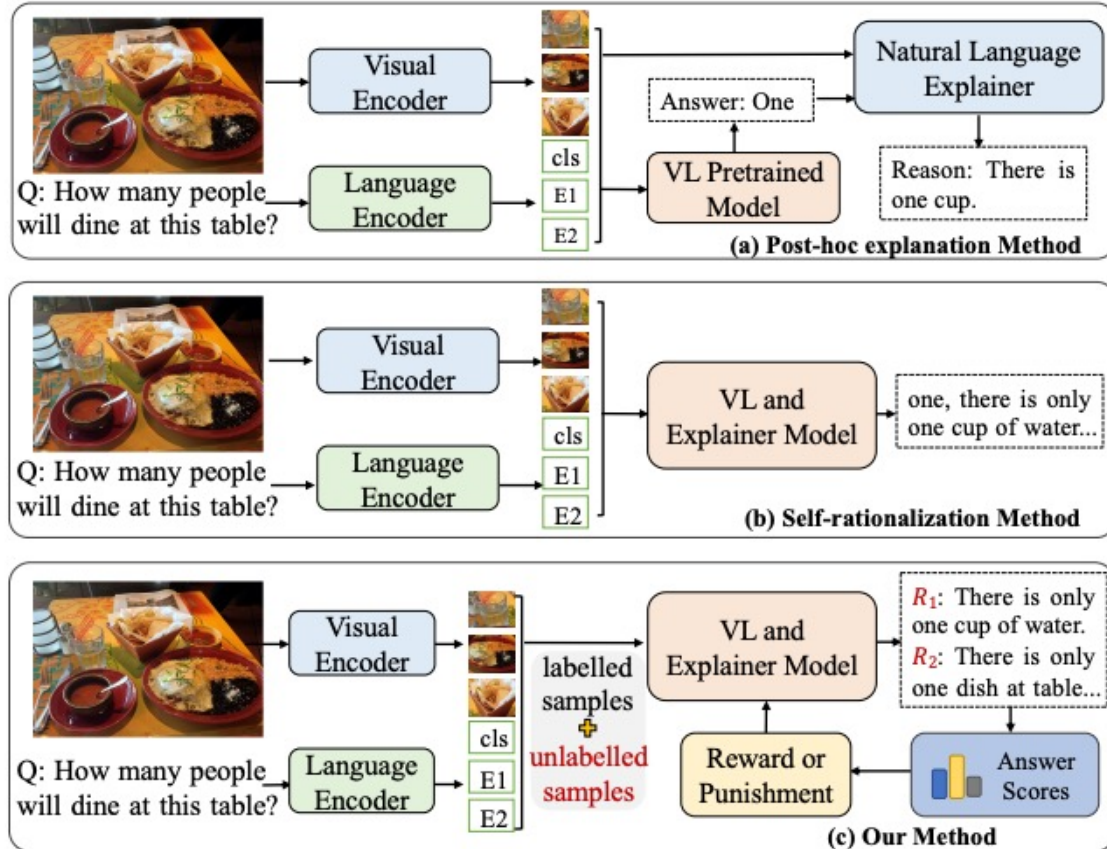 Visual
Encoder
Natural Language
Explainer
Answer: One
cls
Language
Encoder
E1
E2
VL Pretrained
Model
Reason: There is
one cup.
Q: How many people
will dine at this table?
(a) Post-hoc explanation Method
Visual
Encoder
VL and
Explainer Model
one, there is only
one cup of water...
cls
Language
Encoder
E1
E2
Q: How many people
will dine at this table?
(b) Self-rationalization Method
Visual
Encoder
VL and
Explainer Model
R1: There is only
one cup of water.
R2: There is only
one dish at table...
labelled
samples
+
unlabelled
samples
cls
Language
Encoder
E1
E2
Reward or
Punishment
Answer
Scores
Q: How many people
will dine at this table?
(c) Our Method